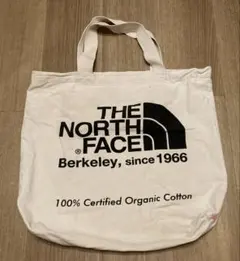 THE
NORTH
FACE
®
Berkeley, since 1966
100% Certified Organic Cotton